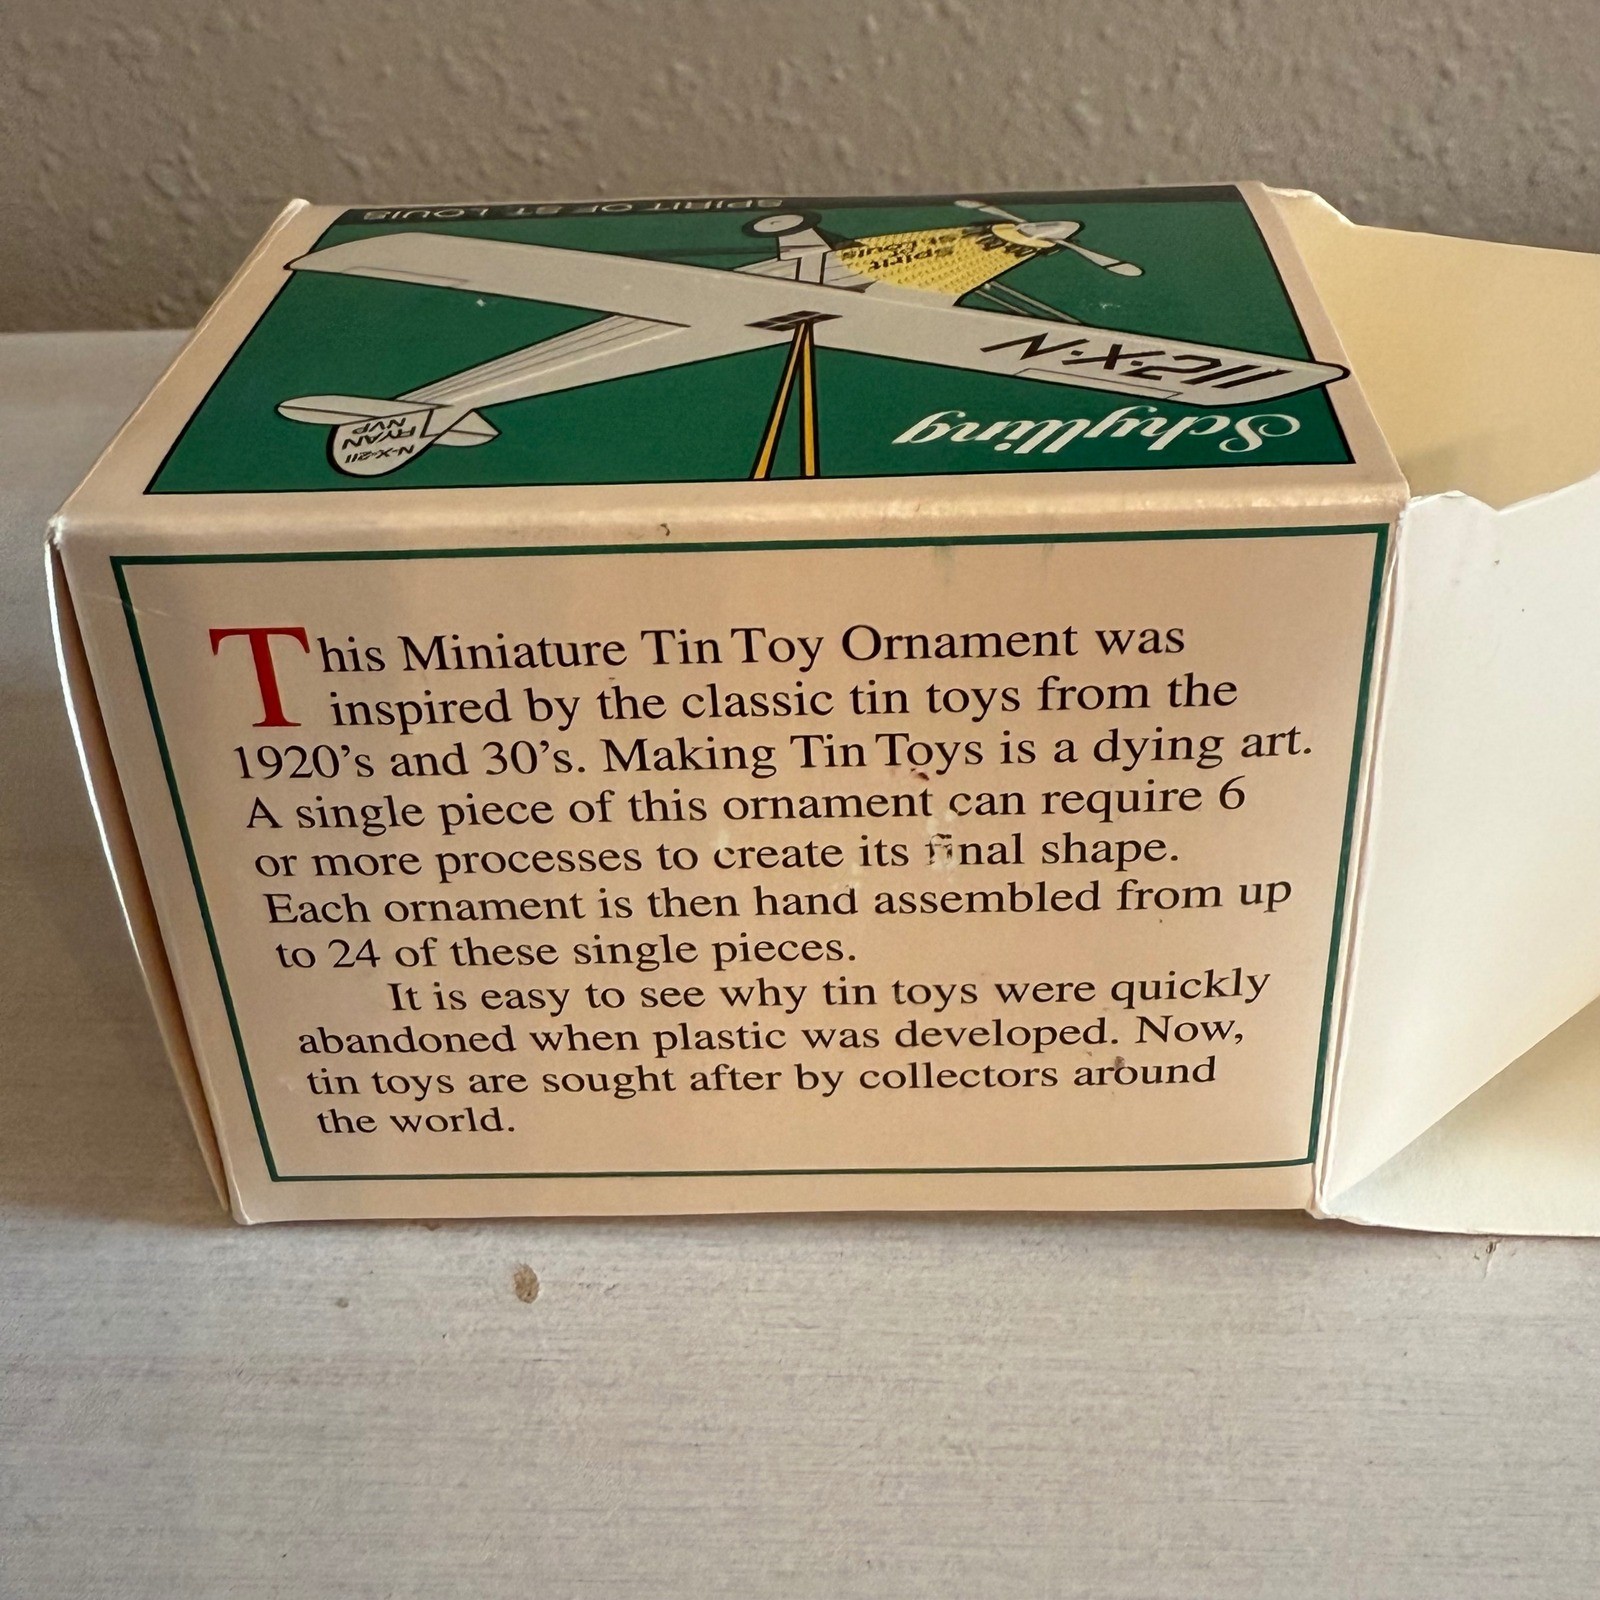 SPIRIT OF ST. LOUIS
Spirit
of
St. Louis
N-X-211
N-X-211
RYAN
NYP
Schylling
This Miniature Tin Toy Ornament was
inspired by the classic tin toys from the
1920's and 30's. Making Tin Toys is a dying art.
A single piece of this ornament can require 6
or more processes to create its final shape.
Each ornament is then hand assembled from up
to 24 of these single pieces.
It is easy to see why tin toys were quickly
abandoned when plastic was developed. Now,
tin toys are sought after by collectors around
the world.